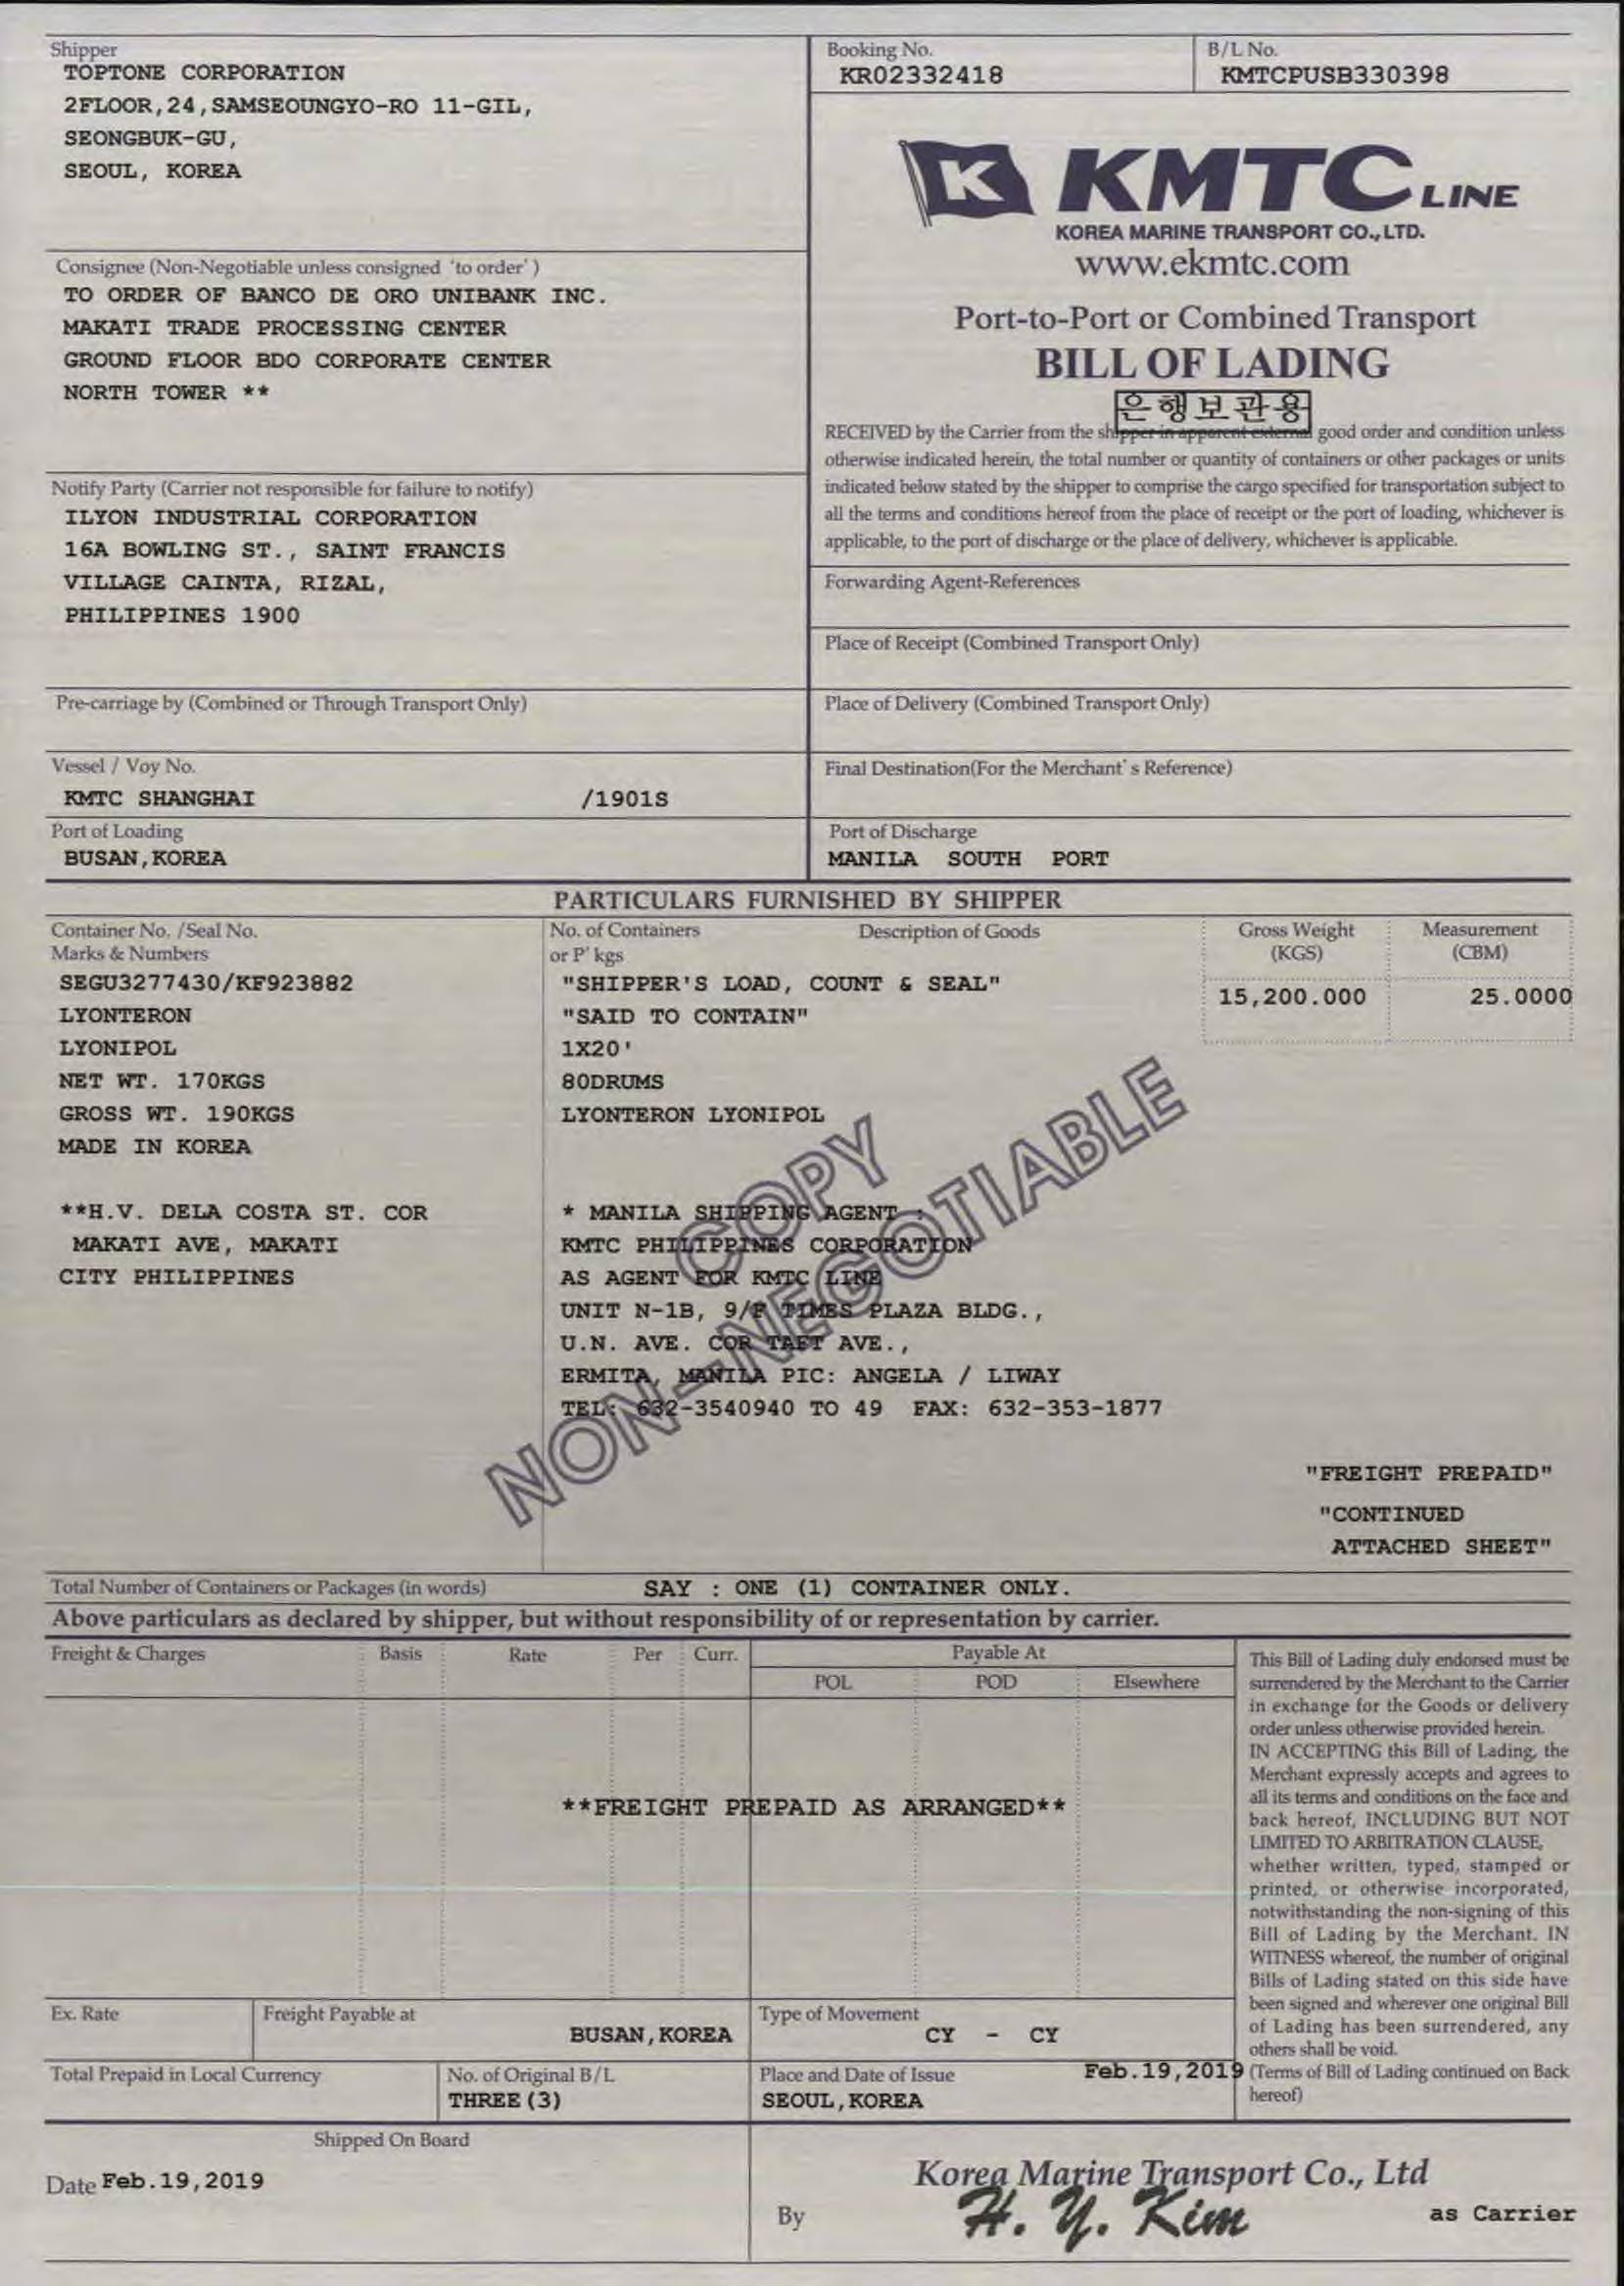 Shipper
TOPTONE CORPORATION
2FLOOR,24,SAMSEOUNGYO-RO 11-GIL,
SEONGBUK-GU,
SEOUL, KOREA
Booking No.
KR02332418
B/L No.
KMTCPUSB330398
K KMTC LINE
KOREA MARINE TRANSPORT CO., LTD.
www.ekmtc.com
Port-to-Port or Combined Transport
BILL OF LADING
은행보관용
Consignee (Non-Negotiable unless consigned 'to order')
TO ORDER OF BANCO DE ORO UNIBANK INC.
MAKATI TRADE PROCESSING CENTER
GROUND FLOOR BDO CORPORATE CENTER
NORTH TOWER **
RECEIVED by the Carrier from the shipper in apparent external good order and condition unless
otherwise indicated herein, the total number or quantity of containers or other packages or units
indicated below stated by the shipper to comprise the cargo specified for transportation subject to
all the terms and conditions hereof from the place of receipt or the port of loading, whichever is
applicable, to the port of discharge or the place of delivery, whichever is applicable.
Notify Party (Carrier not responsible for failure to notify)
ILYON INDUSTRIAL CORPORATION
16A BOWLING ST., SAINT FRANCIS
VILLAGE CAINTA, RIZAL,
PHILIPPINES 1900
Forwarding Agent-References
Place of Receipt (Combined Transport Only)
Pre-carriage by (Combined or Through Transport Only)
Place of Delivery (Combined Transport Only)
Vessel / Voy No.
KMTC SHANGHAI /1901S
Final Destination(For the Merchant's Reference)
Port of Loading
BUSAN,KOREA
Port of Discharge
MANILA SOUTH PORT
PARTICULARS FURNISHED BY SHIPPER
Container No. /Seal No.
Marks & Numbers
No. of Containers
or P'kgs
Description of Goods
Gross Weight
(KGS)
Measurement
(CBM)
SEGU3277430/KF923882
LYONTERON
LYONIPOL
NET WT. 170KGS
GROSS WT. 190KGS
MADE IN KOREA
**H.V. DELA COSTA ST. COR
MAKATI AVE, MAKATI
CITY PHILIPPINES
"SHIPPER'S LOAD, COUNT & SEAL"
"SAID TO CONTAIN"
1X20'
80DRUMS
LYONTERON LYONIPOL
15,200.000
25.0000
* MANILA SHIPPING AGENT :
KMTC PHILIPPINES CORPORATION
AS AGENT FOR KMTC LINE
UNIT N-1B, 9/F TIMES PLAZA BLDG.,
U.N. AVE. COR TAFT AVE.,
ERMITA, MANILA PIC: ANGELA / LIWAY
TEL: 632-3540940 TO 49 FAX: 632-353-1877
COPY
NON-NEGOTIABLE
"FREIGHT PREPAID"
"CONTINUED
ATTACHED SHEET"
Total Number of Containers or Packages (in words)
SAY : ONE (1) CONTAINER ONLY.
Above particulars as declared by shipper, but without responsibility of or representation by carrier.
Freight & Charges
Basis
Rate
Per
Curr.
Payable At
POL
POD
Elsewhere
**FREIGHT PREPAID AS ARRANGED**
This Bill of Lading duly endorsed must be
surrendered by the Merchant to the Carrier
in exchange for the Goods or delivery
order unless otherwise provided herein.
IN ACCEPTING this Bill of Lading, the
Merchant expressly accepts and agrees to
all its terms and conditions on the face and
back hereof, INCLUDING BUT NOT
LIMITED TO ARBITRATION CLAUSE,
whether written, typed, stamped or
printed, or otherwise incorporated,
notwithstanding the non-signing of this
Bill of Lading by the Merchant. IN
WITNESS whereof, the number of original
Bills of Lading stated on this side have
been signed and wherever one original Bill
of Lading has been surrendered, any
others shall be void.
(Terms of Bill of Lading continued on Back
hereof)
Ex. Rate
Freight Payable at
BUSAN,KOREA
Type of Movement
CY - CY
Total Prepaid in Local Currency
No. of Original B/L
THREE(3)
Place and Date of Issue
Feb.19,2019
SEOUL,KOREA
Shipped On Board
Date Feb.19,2019
Korea Marine Transport Co., Ltd
By
H. Y. Kim
as Carrier